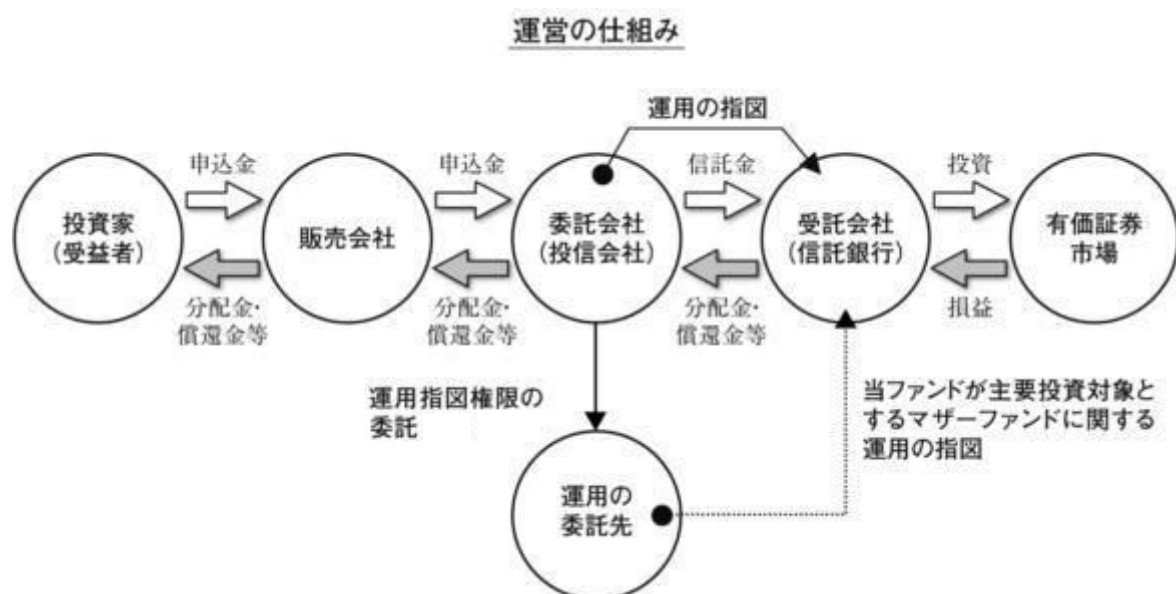 運営の仕組み
運用の指図
申込金
申込金
信託金
投資
投資家
（受益者）
販売会社
委託会社
（投信会社）
受託会社
（信託銀行）
有価証券
市場
分配金・
償還金等
分配金・
償還金等
分配金・
償還金等
損益
運用指図権限の
委託
当ファンドが主要投資対象と
するマザーファンドに関する
運用の指図
運用の
委託先